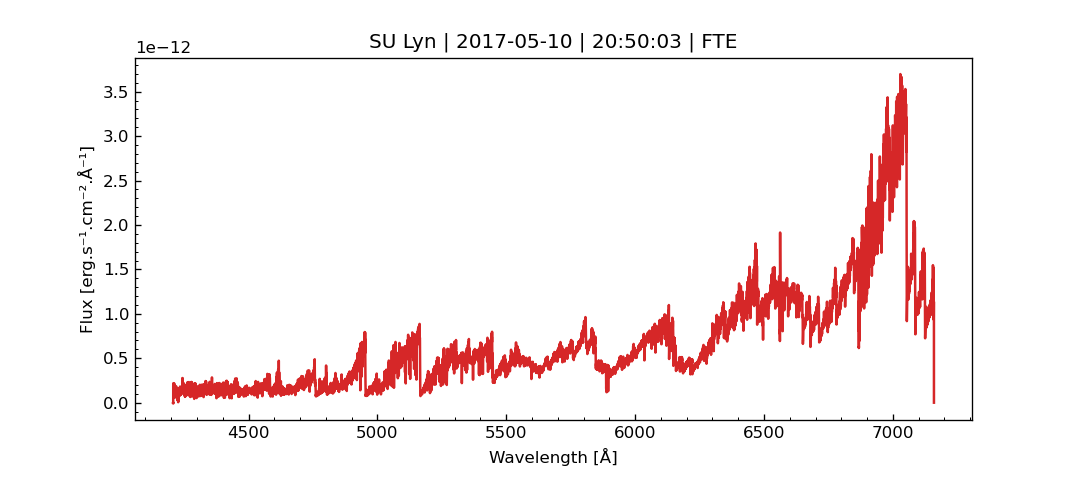 SU Lyn | 2017-05-10 | 20:50:03 | FTE
1e−12
3.5
3.0
2.5
2.0
1.5
1.0
0.5
0.0
Flux [erg.s⁻¹.cm⁻².Å⁻¹]
4500 5000 5500 6000 6500 7000
Wavelength [Å]